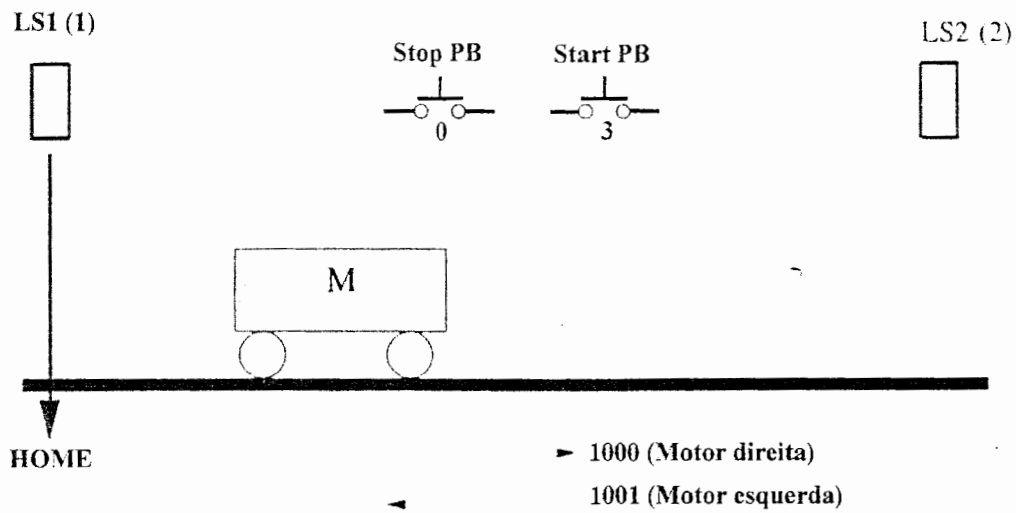 LS1 (1)
LS2 (2)
Stop PB
Start PB
0
3
M
HOME
1000 (Motor direita)
1001 (Motor esquerda)